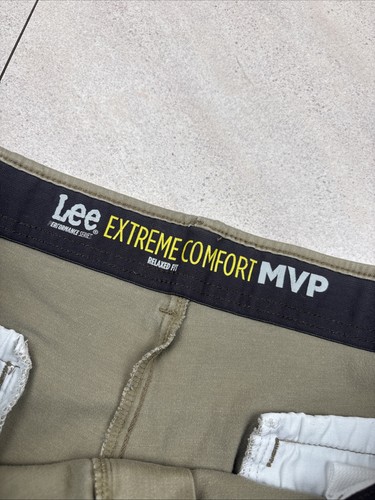 Lee®
PERFORMANCE SERIES
EXTREME COMFORT MVP
RELAXED FIT